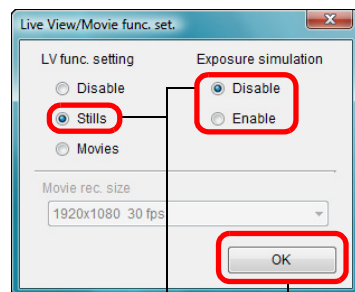 Live View/Movie func. set.
LV func. setting Exposure simulation
Disable Disable
Stills Enable
Movies
Movie rec. size
1920x1080 30 fps
OK